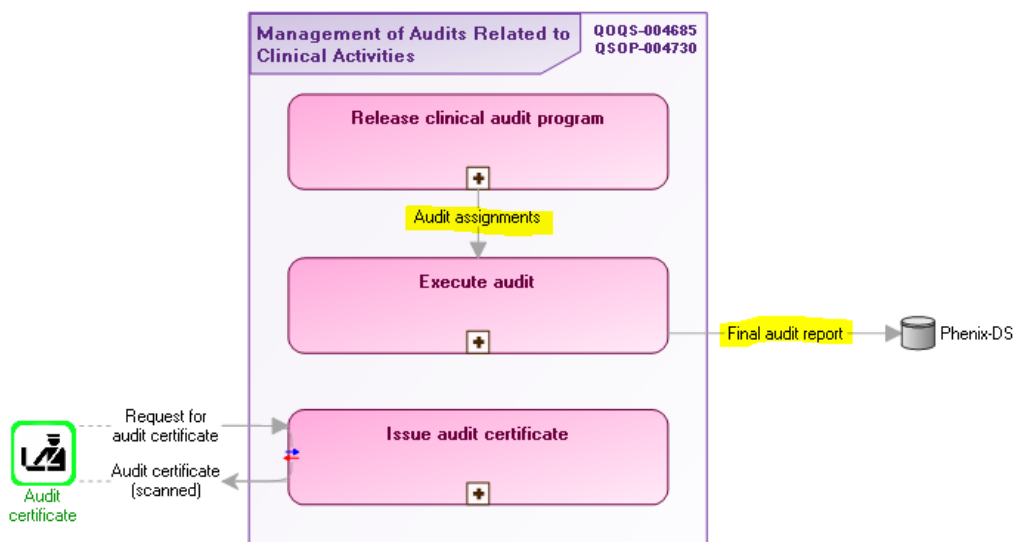 Management of Audits Related to
Clinical Activities
QOQS-004685
QSOP-004730
Release clinical audit program
Audit assignments
Execute audit
Final audit report
Phenix-DS
Request for
audit certificate
Issue audit certificate
Audit certificate
(scanned)
Audit
certificate